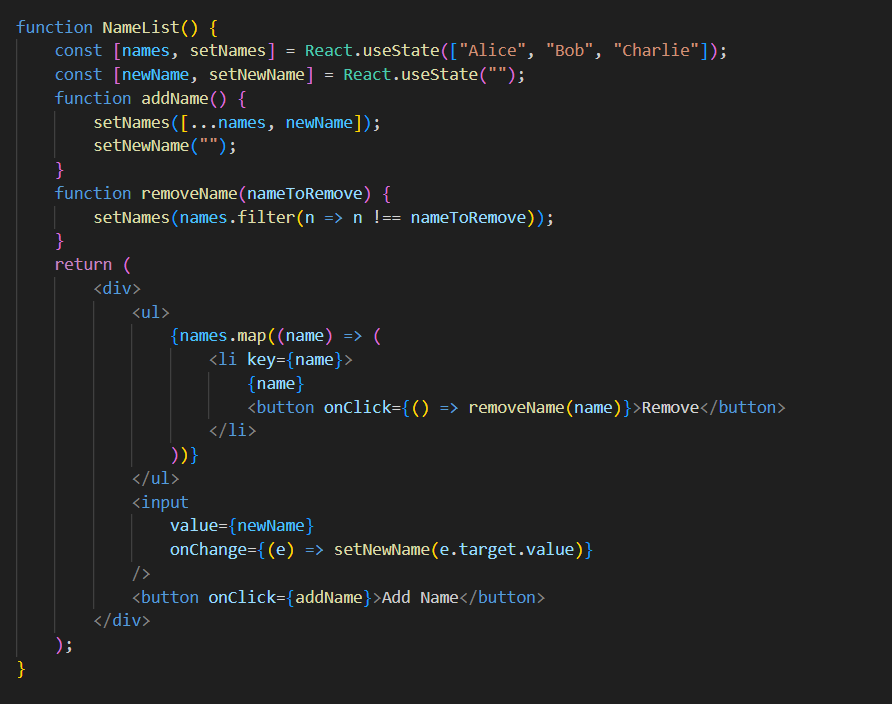 function NameList() {
    const [names, setNames] = React.useState(["Alice", "Bob", "Charlie"]);
    const [newName, setNewName] = React.useState("");
    function addName() {
        setNames([...names, newName]);
        setNewName("");
    }
    function removeName(nameToRemove) {
        setNames(names.filter(n => n !== nameToRemove));
    }
    return (
        <div>
            <ul>
                {names.map((name) => (
                    <li key={name}>
                        {name}
                        <button onClick={() => removeName(name)}>Remove</button>
                    </li>
                ))}
            </ul>
            <input
                value={newName}
                onChange={(e) => setNewName(e.target.value)}
            />
            <button onClick={addName}>Add Name</button>
        </div>
    );
}